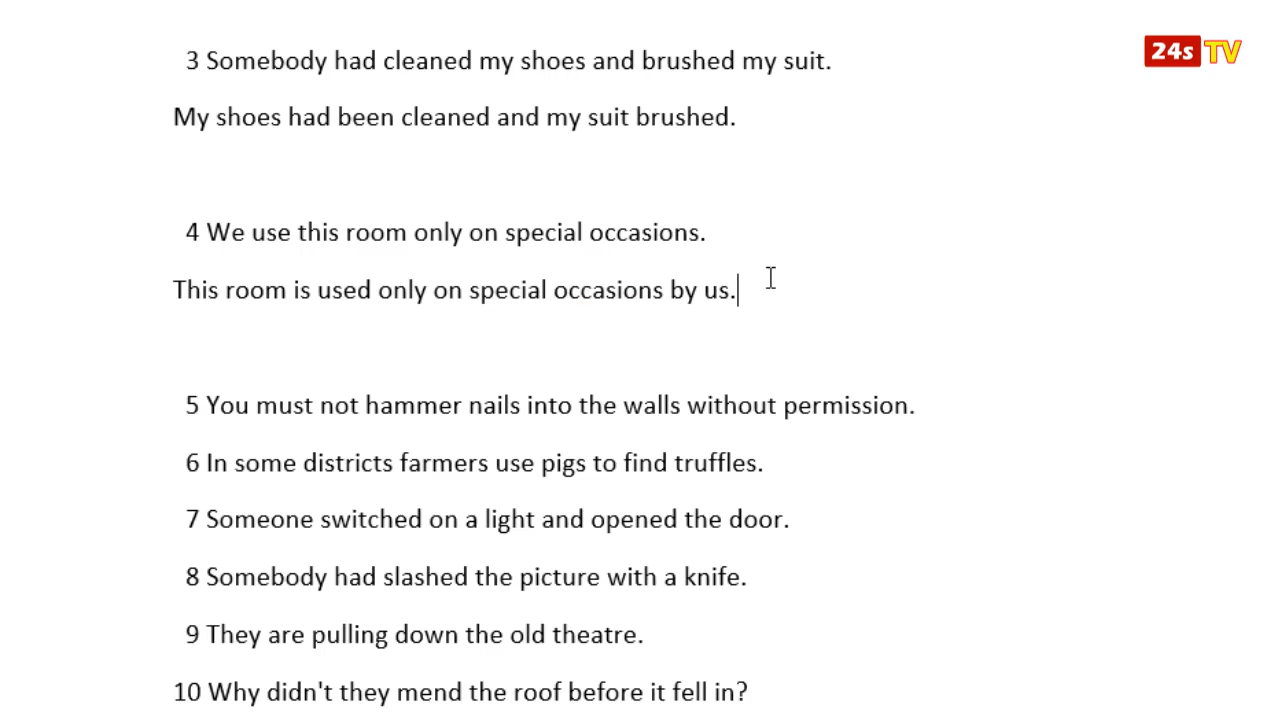 24s TV
3 Somebody had cleaned my shoes and brushed my suit.
My shoes had been cleaned and my suit brushed.
4 We use this room only on special occasions.
This room is used only on special occasions by us.
5 You must not hammer nails into the walls without permission.
6 In some districts farmers use pigs to find truffles.
7 Someone switched on a light and opened the door.
8 Somebody had slashed the picture with a knife.
9 They are pulling down the old theatre.
10 Why didn't they mend the roof before it fell in?